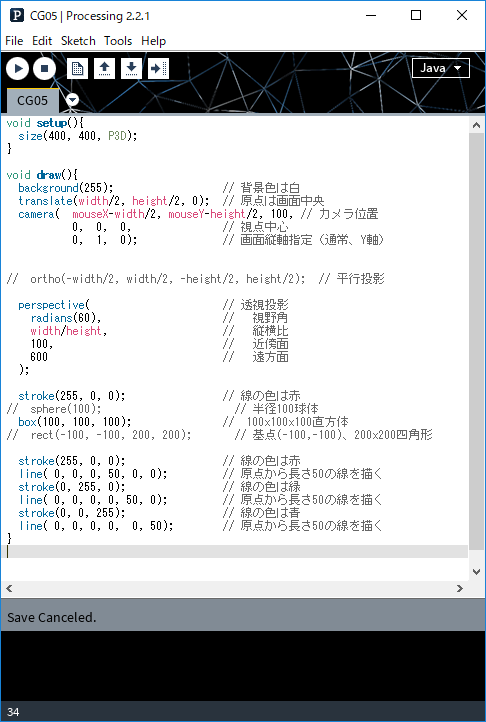 CG05 | Processing 2.2.1
File Edit Sketch Tools Help
Java
CG05
void setup(){
  size(400, 400, P3D);
}

void draw(){
  background(255);                  // 背景色は白
  translate(width/2, height/2, 0);  // 原点は画面中央
  camera(  mouseX-width/2, mouseY-height/2, 100, // カメラ位置
           0,  0,  0,               // 視点中心
           0,  1,  0);              // 画面縦軸指定（通常、Y軸）

//  ortho(-width/2, width/2, -height/2, height/2);  // 平行投影

  perspective(                      // 透視投影
    radians(60),                    //   視野角
    width/height,                   //   縦横比
    100,                            //   近傍面
    600                             //   遠方面
  );

  stroke(255, 0, 0);                // 線の色は赤
//  sphere(100);                      // 半径100球体
  box(100, 100, 100);               //  100x100x100直方体
//  rect(-100, -100, 200, 200);       // 基点(-100,-100)、200x200四角形

  stroke(255, 0, 0);                // 線の色は赤
  line( 0, 0, 0, 50, 0, 0);         // 原点から長さ50の線を描く
  stroke(0, 255, 0);                // 線の色は緑
  line( 0, 0, 0, 0, 50, 0);         // 原点から長さ50の線を描く
  stroke(0, 0, 255);                // 線の色は青
  line( 0, 0, 0, 0,  0, 50);        // 原点から長さ50の線を描く
}
Save Canceled.
34